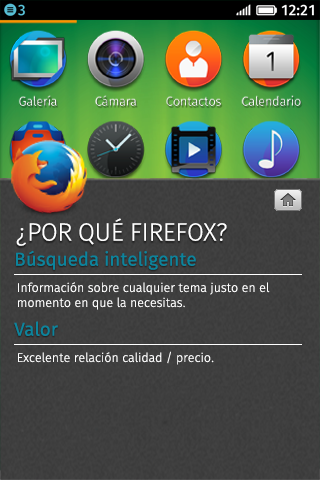 3 12:21
Galería Cámara Contactos Calendario
1
¿POR QUÉ FIREFOX?
Búsqueda inteligente
Información sobre cualquier tema justo en el
momento en que la necesitas.
Valor
Excelente relación calidad / precio.